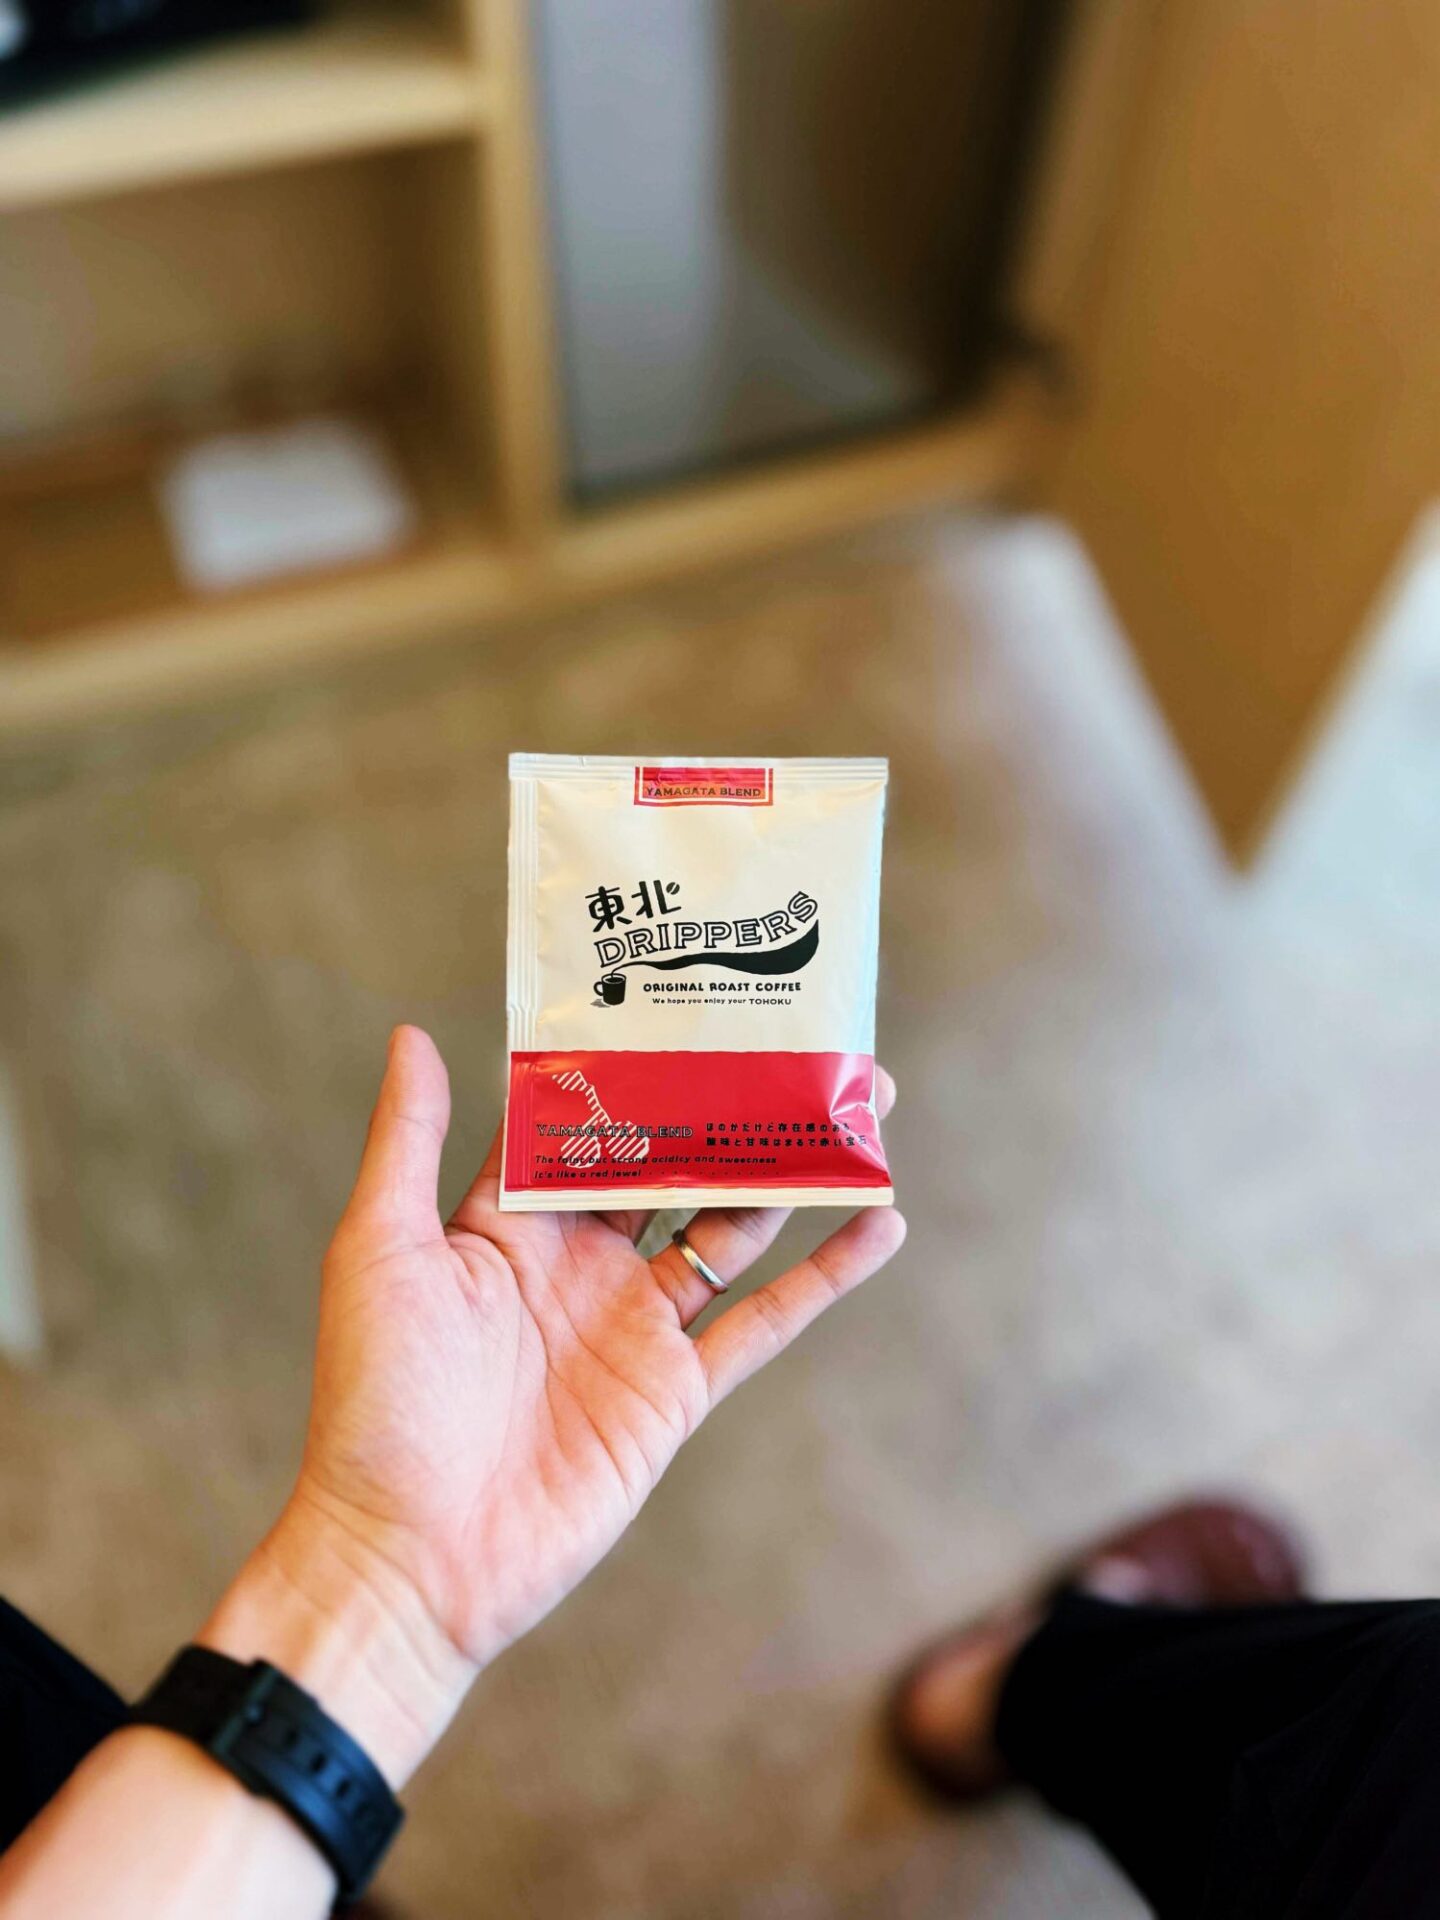 YAMAGATA BLEND
東北
DRIPPERS
ORIGINAL ROAST COFFEE
We hope you enjoy your TOHOKU
YAMAGATA BLEND
ほのかだけど存在感のある
酸味と甘味はまるで赤い宝石
The faint but strong acidity and sweetness
It's like a red jewel